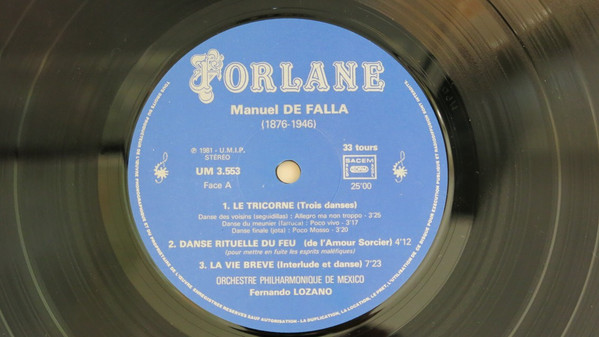 FORLANE
Manuel DE FALLA
(1876-1946)
℗ 1981 - U.M.I.P.
STÉRÉO
33 tours
UM 3.553
SACEM
Face A
25'00
1. LE TRICORNE (Trois danses)
Danse des voisins (seguidillas) : Allegro ma non troppo - 3'25
Danse du meunier (farruca) : Poco vivo - 3'17
Danse finale (jota) : Poco Mosso - 3'20
2. DANSE RITUELLE DU FEU (de l'Amour Sorcier) 4'12
(pour mettre en fuite les esprits maléfiques)
3. LA VIE BREVE (Interlude et danse) 7'23
ORCHESTRE PHILHARMONIQUE DE MEXICO
Fernando LOZANO